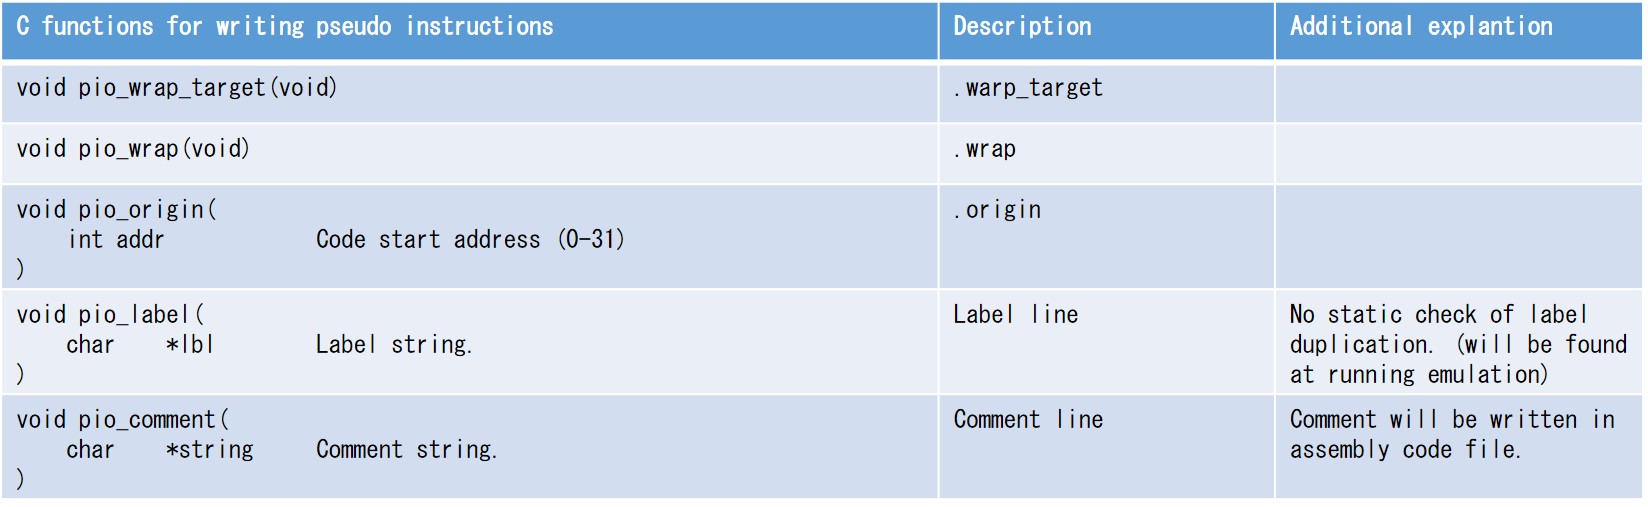 C functions for writing pseudo instructions Description Additional explantion
void pio_wrap_target(void) .warp_target
void pio_wrap(void) .wrap
void pio_origin( .origin
int addr Code start address (0-31)
)
void pio_label( Label line No static check of label
char *lbl Label string. duplication. (will be found
) at running emulation)
void pio_comment( Comment line Comment will be written in
char *string Comment string. assembly code file.
)